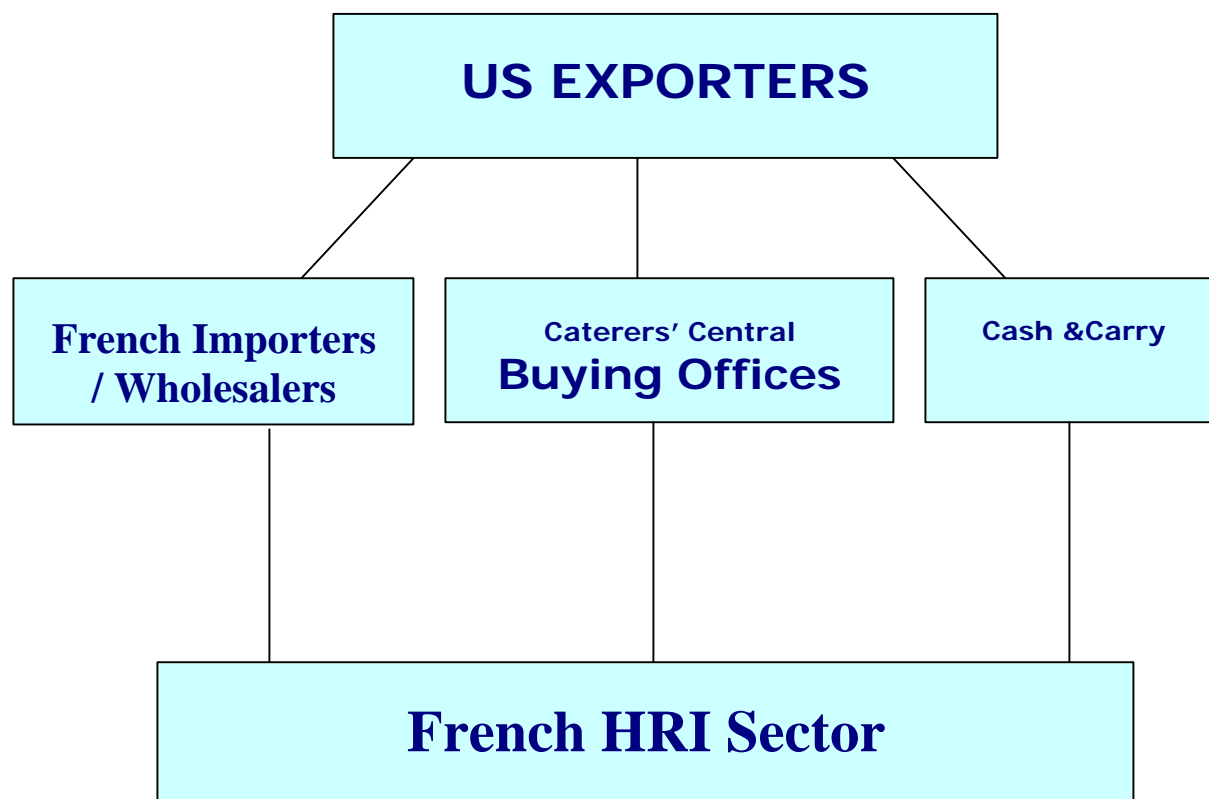 US EXPORTERS
French Importers
/ Wholesalers
Caterers’ Central
Buying Offices
Cash &Carry
French HRI Sector